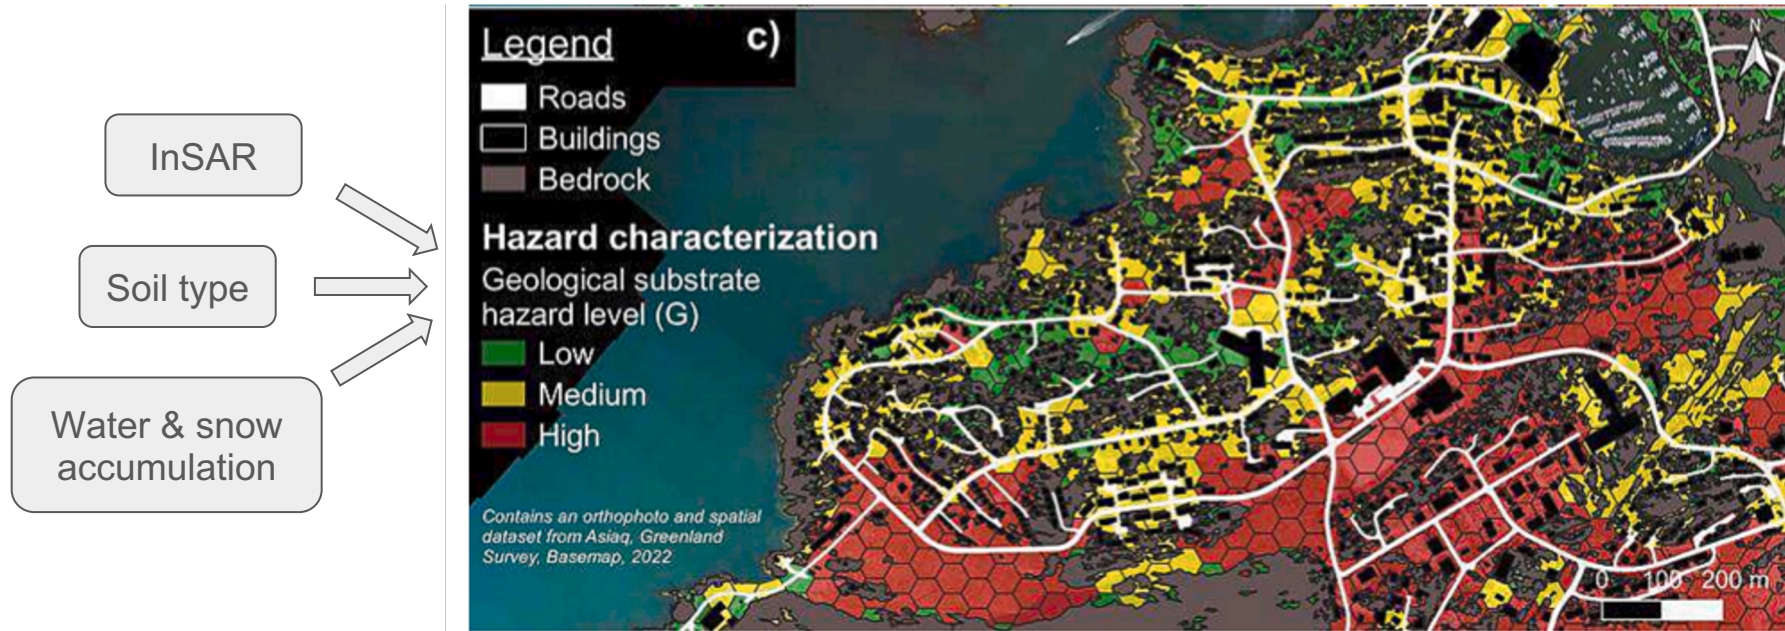 InSAR
Soil type
Water & snow
accumulation
Legend
c)
Roads
Buildings
Bedrock
Hazard characterization
Geological substrate
hazard level (G)
Low
Medium
High
Contains an orthophoto and spatial
dataset from Asiaq, Greenland
Survey, Basemap, 2022
N
0 100 200 m